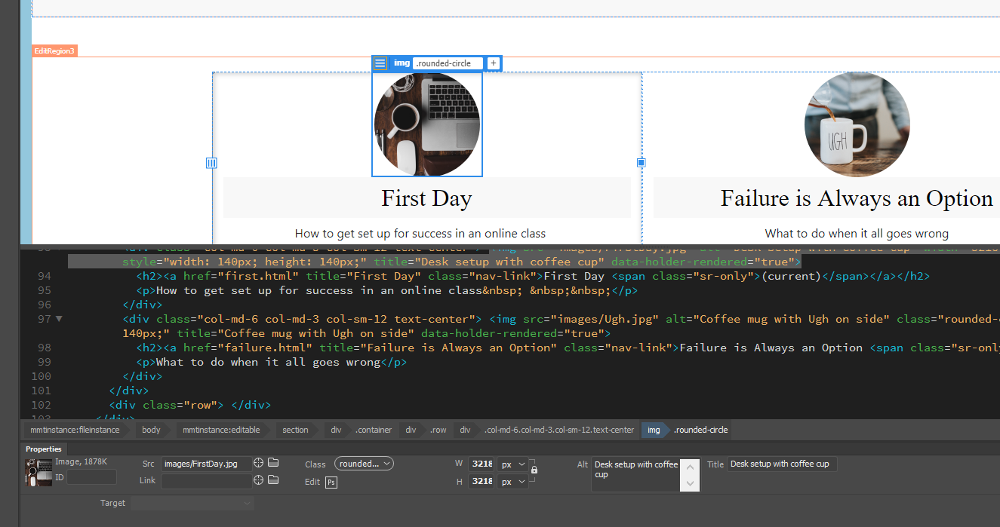 EditRegion3
img .rounded-circle +
UGH
First Day
Failure is Always an Option
How to get set up for success in an online class
What to do when it all goes wrong
style="width: 140px; height: 140px;" title="Desk setup with coffee cup" data-holder-rendered="true">
94 <h2><a href="first.html" title="First Day" class="nav-link">First Day <span class="sr-only">(current)</span></a></h2>
95 <p>How to get set up for success in an online class&nbsp; &nbsp;&nbsp;</p>
96 </div>
97 <div class="col-md-6 col-md-3 col-sm-12 text-center"> <img src="images/Ugh.jpg" alt="Coffee mug with Ugh on side" class="rounded-
140px;" title="Coffee mug with Ugh on side" data-holder-rendered="true">
98 <h2><a href="failure.html" title="Failure is Always an Option" class="nav-link">Failure is Always an Option <span class="sr-only
99 <p>What to do when it all goes wrong</p>
100 </div>
101 </div>
102 <div class="row"> </div>
103 </div>
mmtinstance:fileinstance body mmtinstance:editable section div .container div .row div .col-md-6.col-md-3.col-sm-12.text-center img .rounded-circle
Properties
Image, 1878K Src images/FirstDay.jpg Class rounded... W 3218 px Alt Desk setup with coffee cup Title Desk setup with coffee cup
ID Link Edit Ps H 3218 px
Target